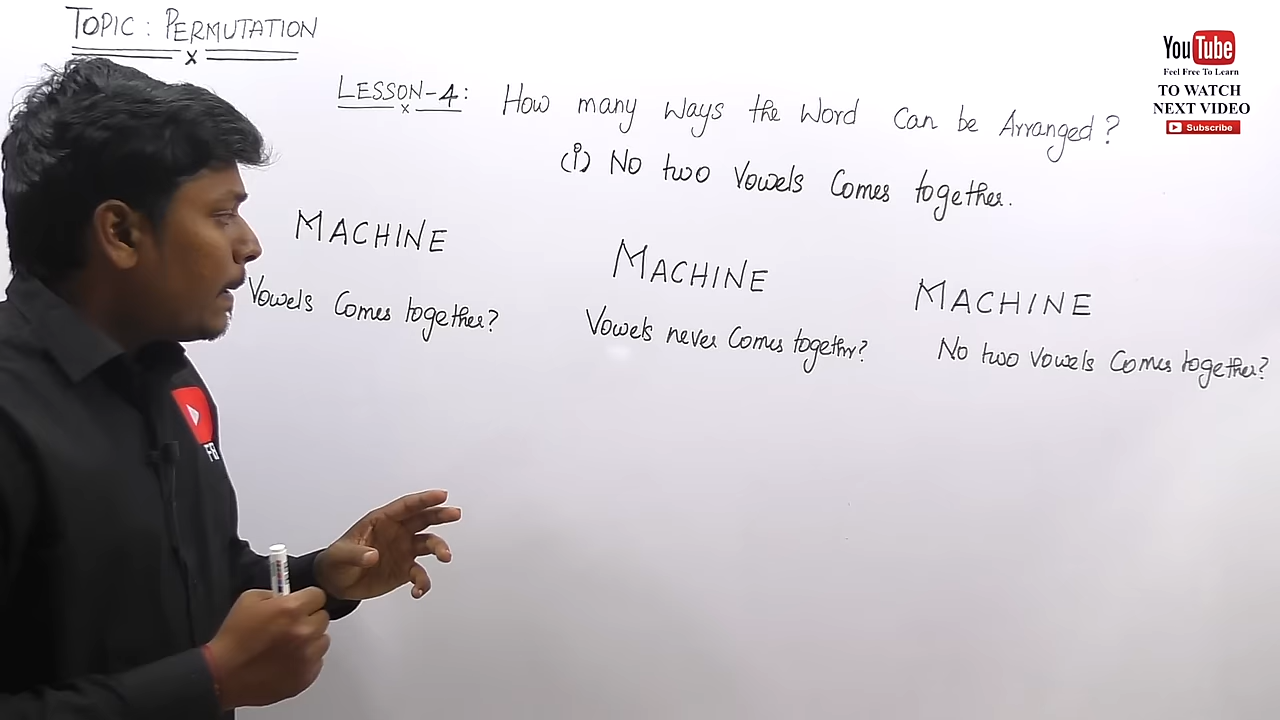 TOPIC : PERMUTATION
x
LESSON-4: How many ways the Word Can be Arranged?
x
(i) No two Vowels Comes together.
MACHINE
Vowels Comes together?
MACHINE
Vowels never Comes togethr?
MACHINE
No two Vowels Comes together?
YouTube
Feel Free To Learn
TO WATCH
NEXT VIDEO
Subscribe